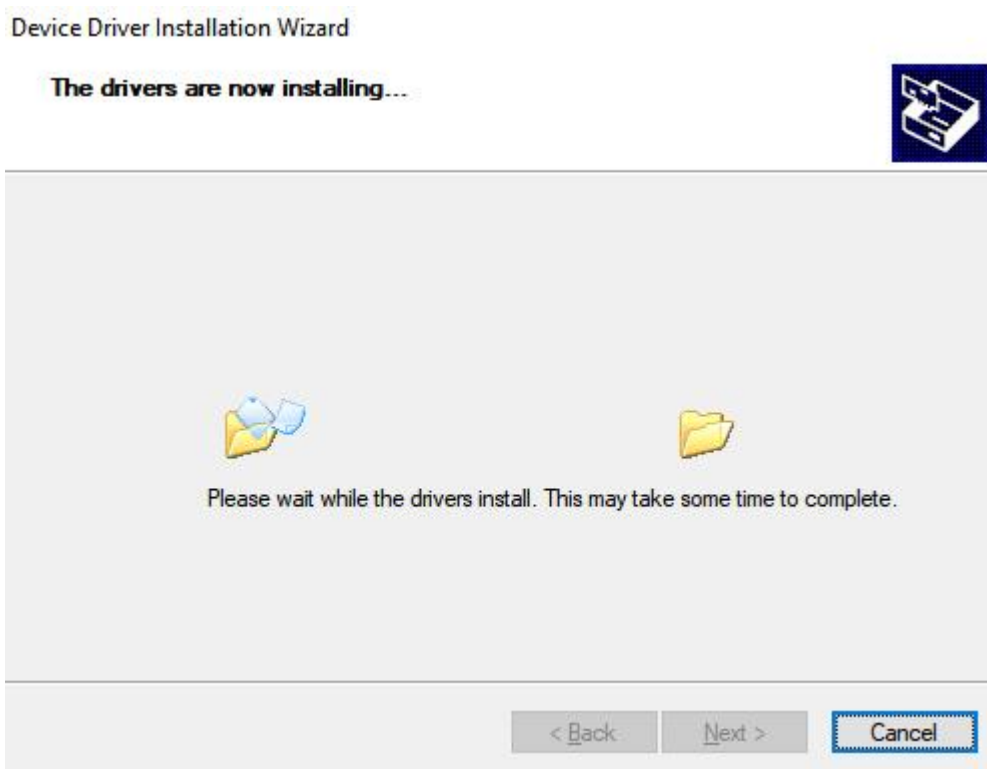 Device Driver Installation Wizard
The drivers are now installing...
Please wait while the drivers install. This may take some time to complete.
< Back
Next >
Cancel